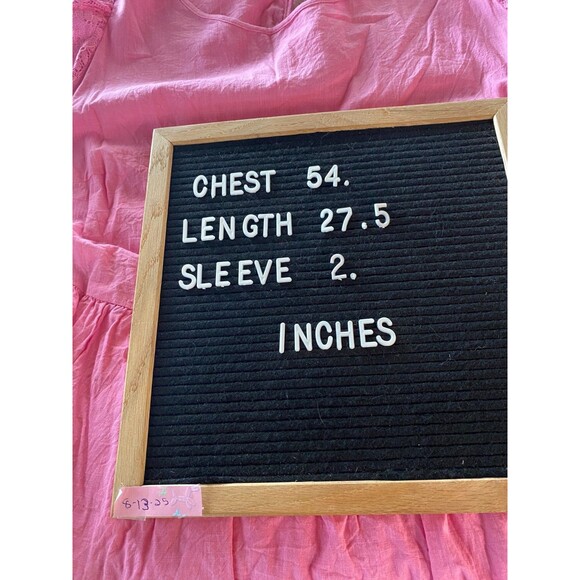 CHEST 54.
LENGTH 27.5
SLEEVE 2.
INCHES
8-13-25